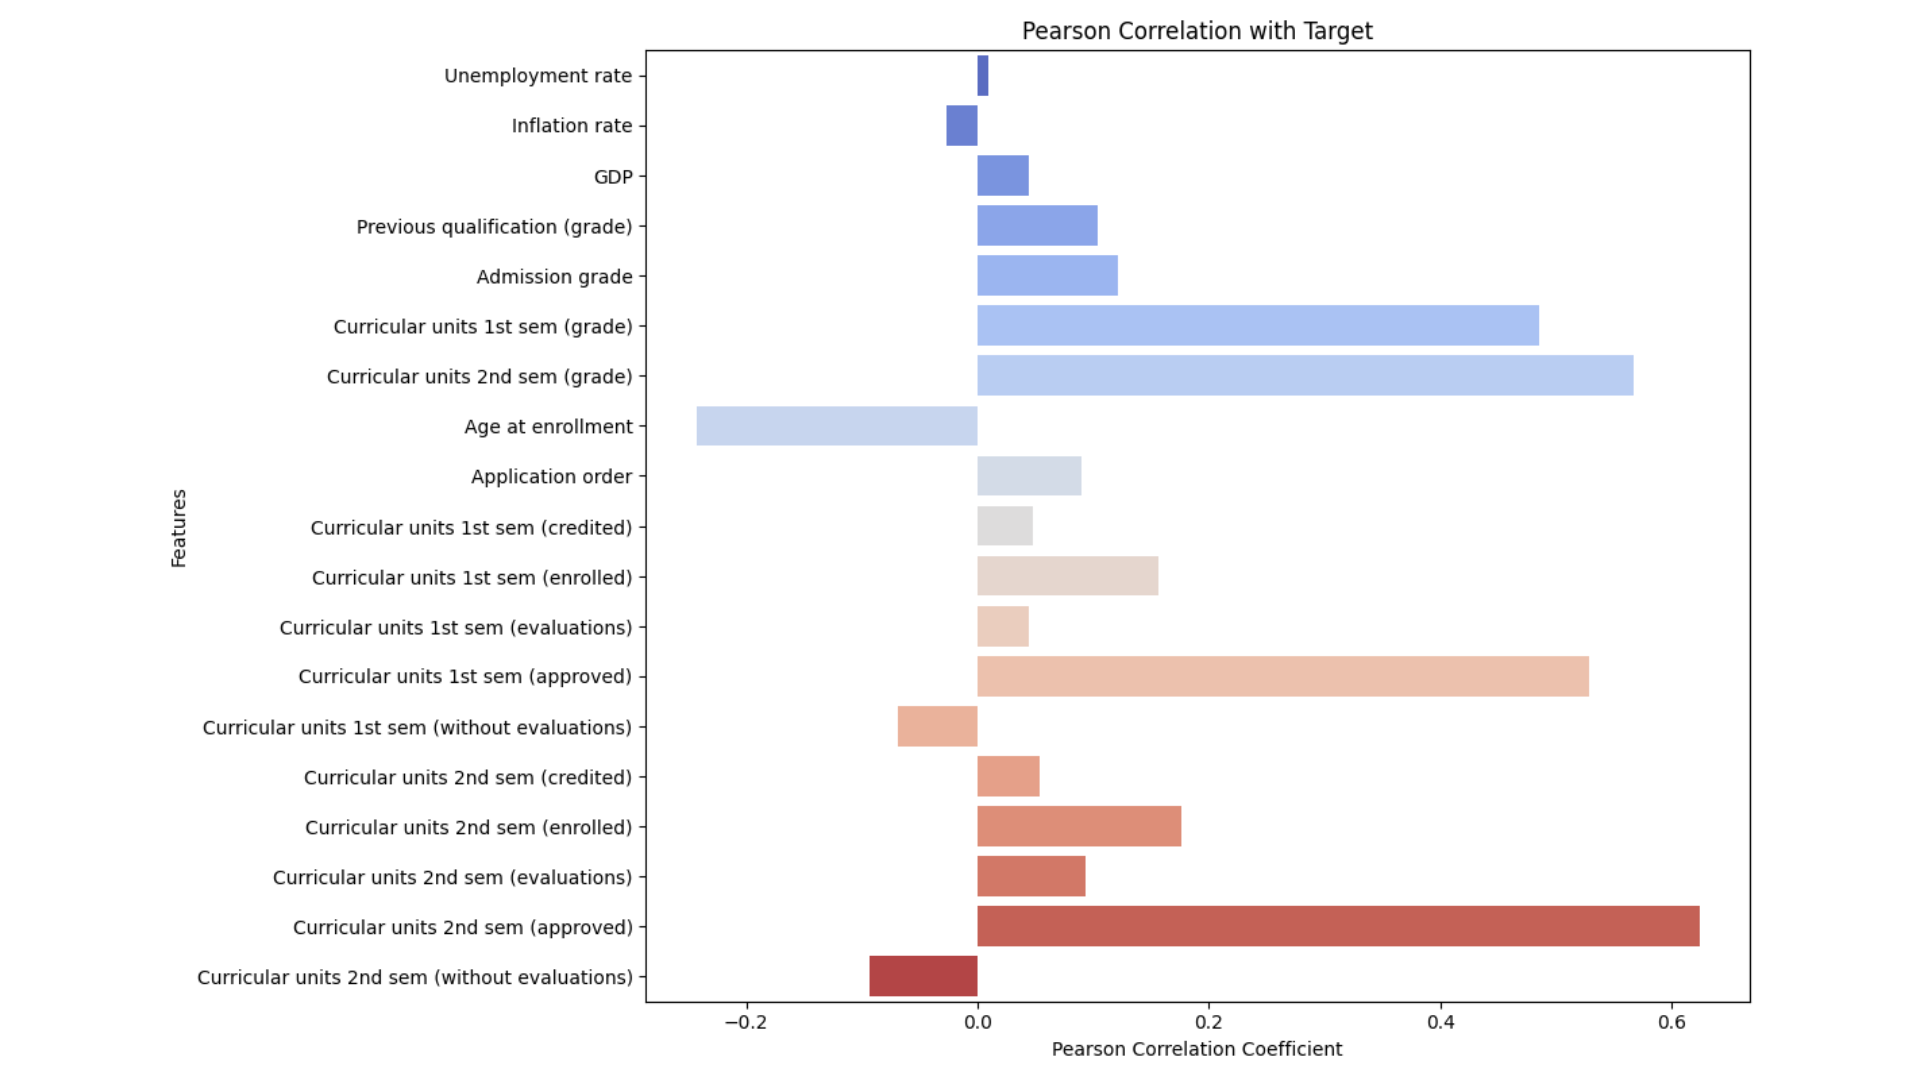 Pearson Correlation with Target
Unemployment rate
Inflation rate
GDP
Previous qualification (grade)
Admission grade
Curricular units 1st sem (grade)
Curricular units 2nd sem (grade)
Age at enrollment
Application order
Curricular units 1st sem (credited)
Curricular units 1st sem (enrolled)
Curricular units 1st sem (evaluations)
Curricular units 1st sem (approved)
Curricular units 1st sem (without evaluations)
Curricular units 2nd sem (credited)
Curricular units 2nd sem (enrolled)
Curricular units 2nd sem (evaluations)
Curricular units 2nd sem (approved)
Curricular units 2nd sem (without evaluations)
Features
−0.2 0.0 0.2 0.4 0.6
Pearson Correlation Coefficient